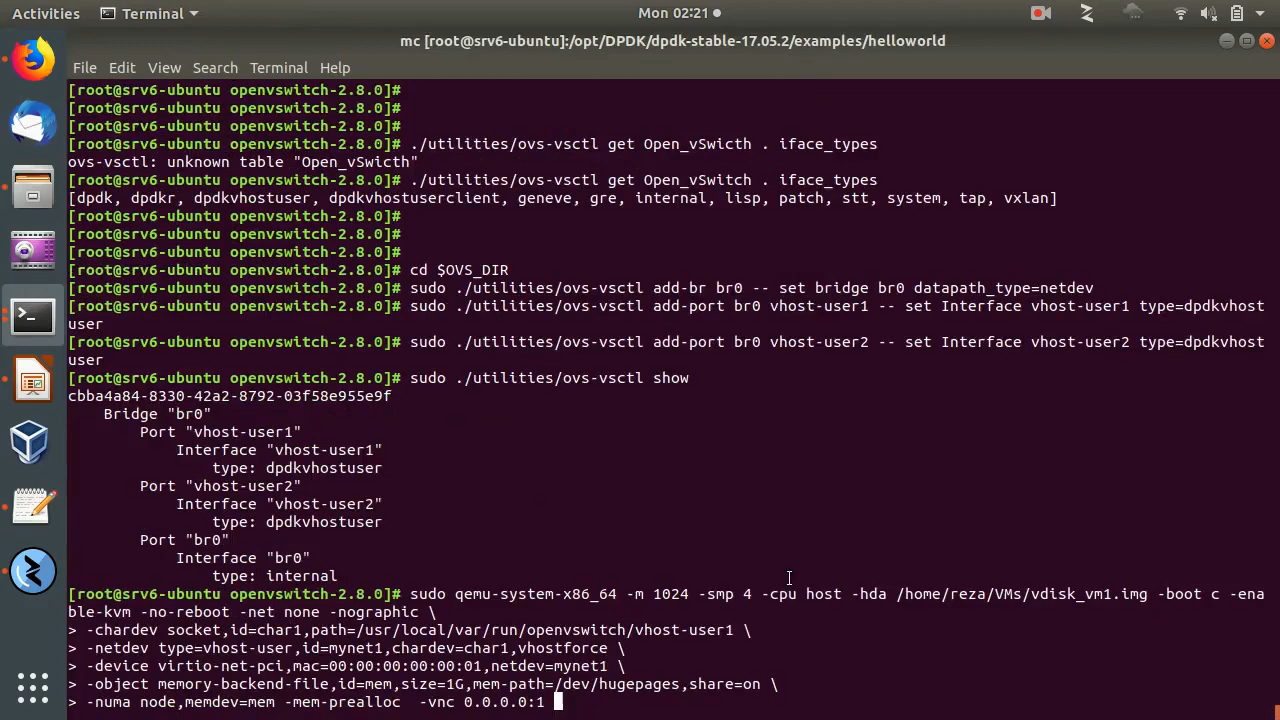 Activities Terminal Mon 02:21
mc [root@srv6-ubuntu]:/opt/DPDK/dpdk-stable-17.05.2/examples/helloworld
File Edit View Search Terminal Help
[root@srv6-ubuntu openvswitch-2.8.0]#
[root@srv6-ubuntu openvswitch-2.8.0]#
[root@srv6-ubuntu openvswitch-2.8.0]#
[root@srv6-ubuntu openvswitch-2.8.0]# ./utilities/ovs-vsctl get Open_vSwicth . iface_types
ovs-vsctl: unknown table "Open_vSwicth"
[root@srv6-ubuntu openvswitch-2.8.0]# ./utilities/ovs-vsctl get Open_vSwitch . iface_types
[dpdk, dpdkr, dpdkvhostuser, dpdkvhostuserclient, geneve, gre, internal, lisp, patch, stt, system, tap, vxlan]
[root@srv6-ubuntu openvswitch-2.8.0]#
[root@srv6-ubuntu openvswitch-2.8.0]#
[root@srv6-ubuntu openvswitch-2.8.0]#
[root@srv6-ubuntu openvswitch-2.8.0]# cd $OVS_DIR
[root@srv6-ubuntu openvswitch-2.8.0]# sudo ./utilities/ovs-vsctl add-br br0 -- set bridge br0 datapath_type=netdev
[root@srv6-ubuntu openvswitch-2.8.0]# sudo ./utilities/ovs-vsctl add-port br0 vhost-user1 -- set Interface vhost-user1 type=dpdkvhost
user
[root@srv6-ubuntu openvswitch-2.8.0]# sudo ./utilities/ovs-vsctl add-port br0 vhost-user2 -- set Interface vhost-user2 type=dpdkvhost
user
[root@srv6-ubuntu openvswitch-2.8.0]# sudo ./utilities/ovs-vsctl show
cbba4a84-8330-42a2-8792-03f58e955e9f
    Bridge "br0"
        Port "vhost-user1"
            Interface "vhost-user1"
                type: dpdkvhostuser
        Port "vhost-user2"
            Interface "vhost-user2"
                type: dpdkvhostuser
        Port "br0"
            Interface "br0"
                type: internal
[root@srv6-ubuntu openvswitch-2.8.0]# sudo qemu-system-x86_64 -m 1024 -smp 4 -cpu host -hda /home/reza/VMs/vdisk_vm1.img -boot c -ena
ble-kvm -no-reboot -net none -nographic \
> -chardev socket,id=char1,path=/usr/local/var/run/openvswitch/vhost-user1 \
> -netdev type=vhost-user,id=mynet1,chardev=char1,vhostforce \
> -device virtio-net-pci,mac=00:00:00:00:00:01,netdev=mynet1 \
> -object memory-backend-file,id=mem,size=1G,mem-path=/dev/hugepages,share=on \
> -numa node,memdev=mem -mem-prealloc  -vnc 0.0.0.0:1